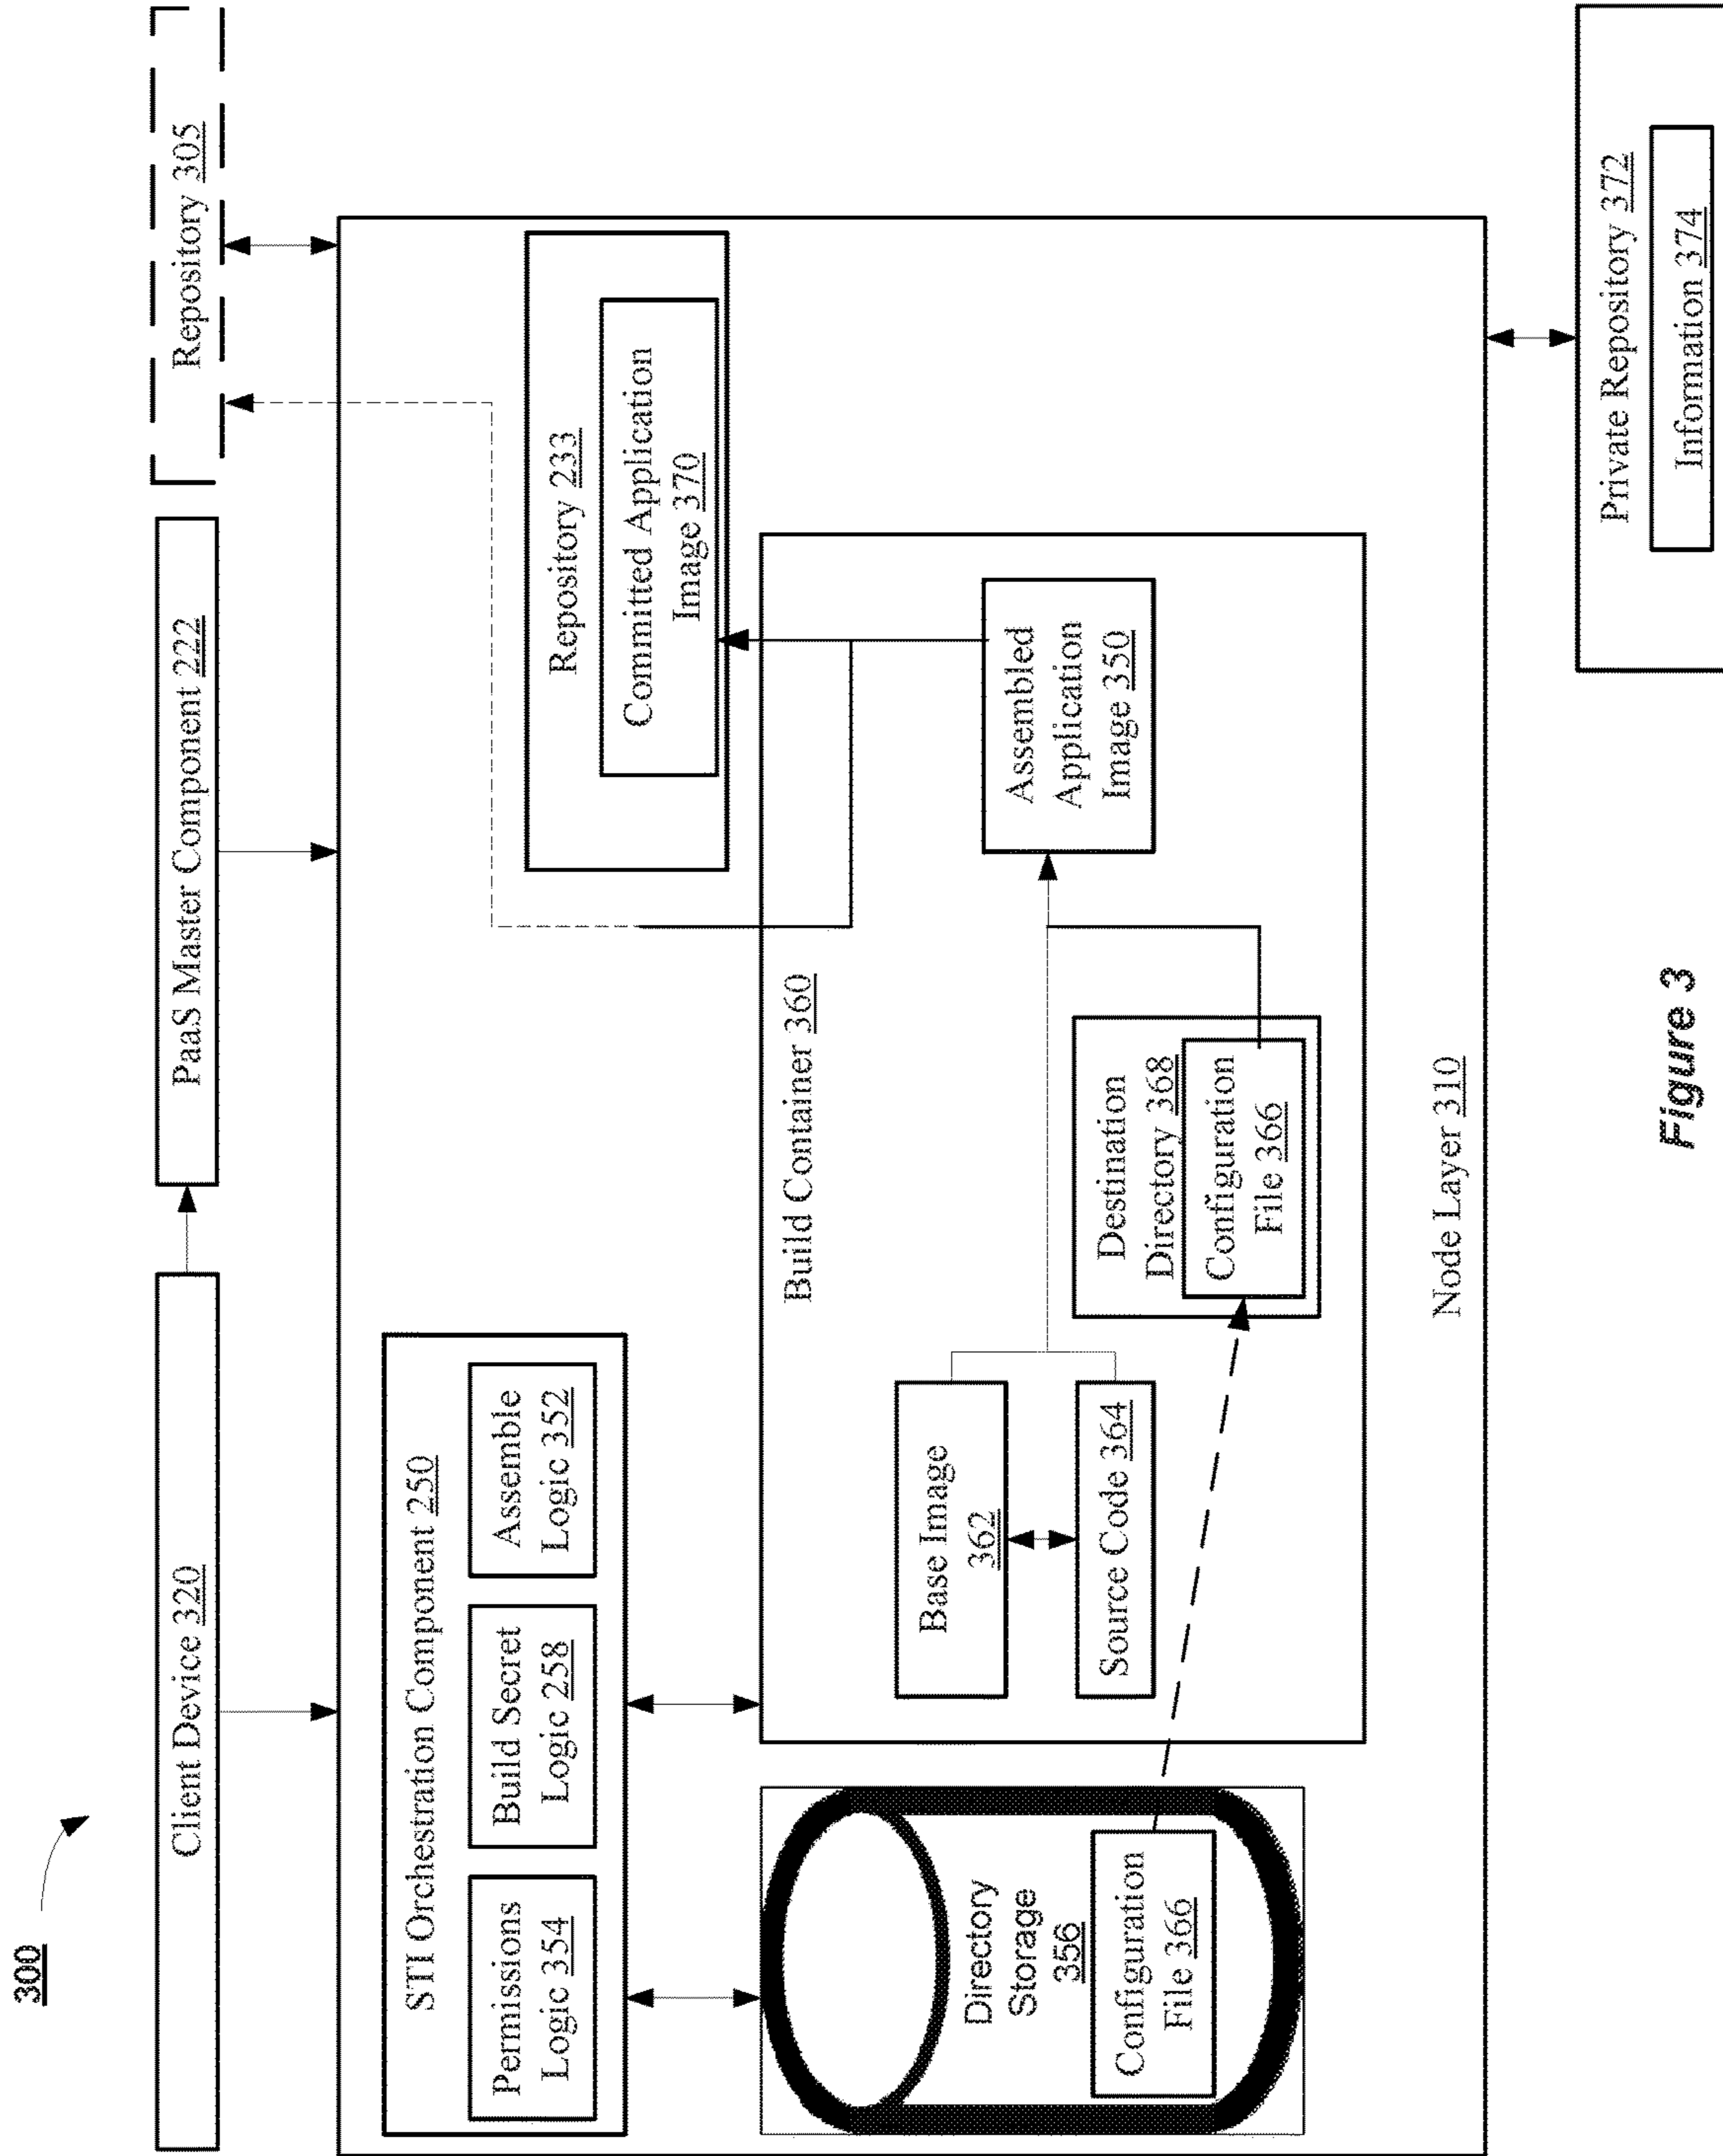 300
Client Device 320
PaaS Master Component 222
Repository 305
STI Orchestration Component 250
Permissions
Logic 354
Build Secret
Logic 258
Assemble
Logic 352
Repository 233
Committed Application
Image 370
Directory
Storage
356
Configuration
File 366
Build Container 360
Base Image
362
Source Code 364
Destination
Directory 368
Configuration
File 366
Assembled
Application
Image 350
Node Layer 310
Private Repository 372
Information 374
Figure 3